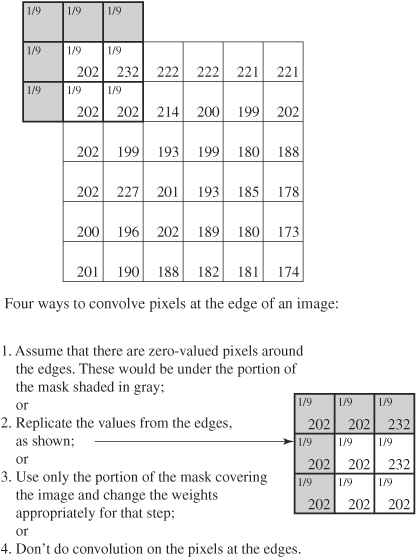 1/9 1/9 1/9
1/9 1/9 1/9
202 232 222 222 221 221
1/9 1/9 1/9
202 202 214 200 199 202
202 199 193 199 180 188
202 227 201 193 185 178
200 196 202 189 180 173
201 190 188 182 181 174
Four ways to convolve pixels at the edge of an image:
1. Assume that there are zero-valued pixels around
the edges. These would be under the portion of
the mask shaded in gray;
or
2. Replicate the values from the edges,
as shown;
or
3. Use only the portion of the mask covering
the image and change the weights
appropriately for that step;
or
4. Don't do convolution on the pixels at the edges.
1/9 1/9 1/9
202 202 232
1/9 1/9 1/9
202 202 232
1/9 1/9 1/9
202 202 202